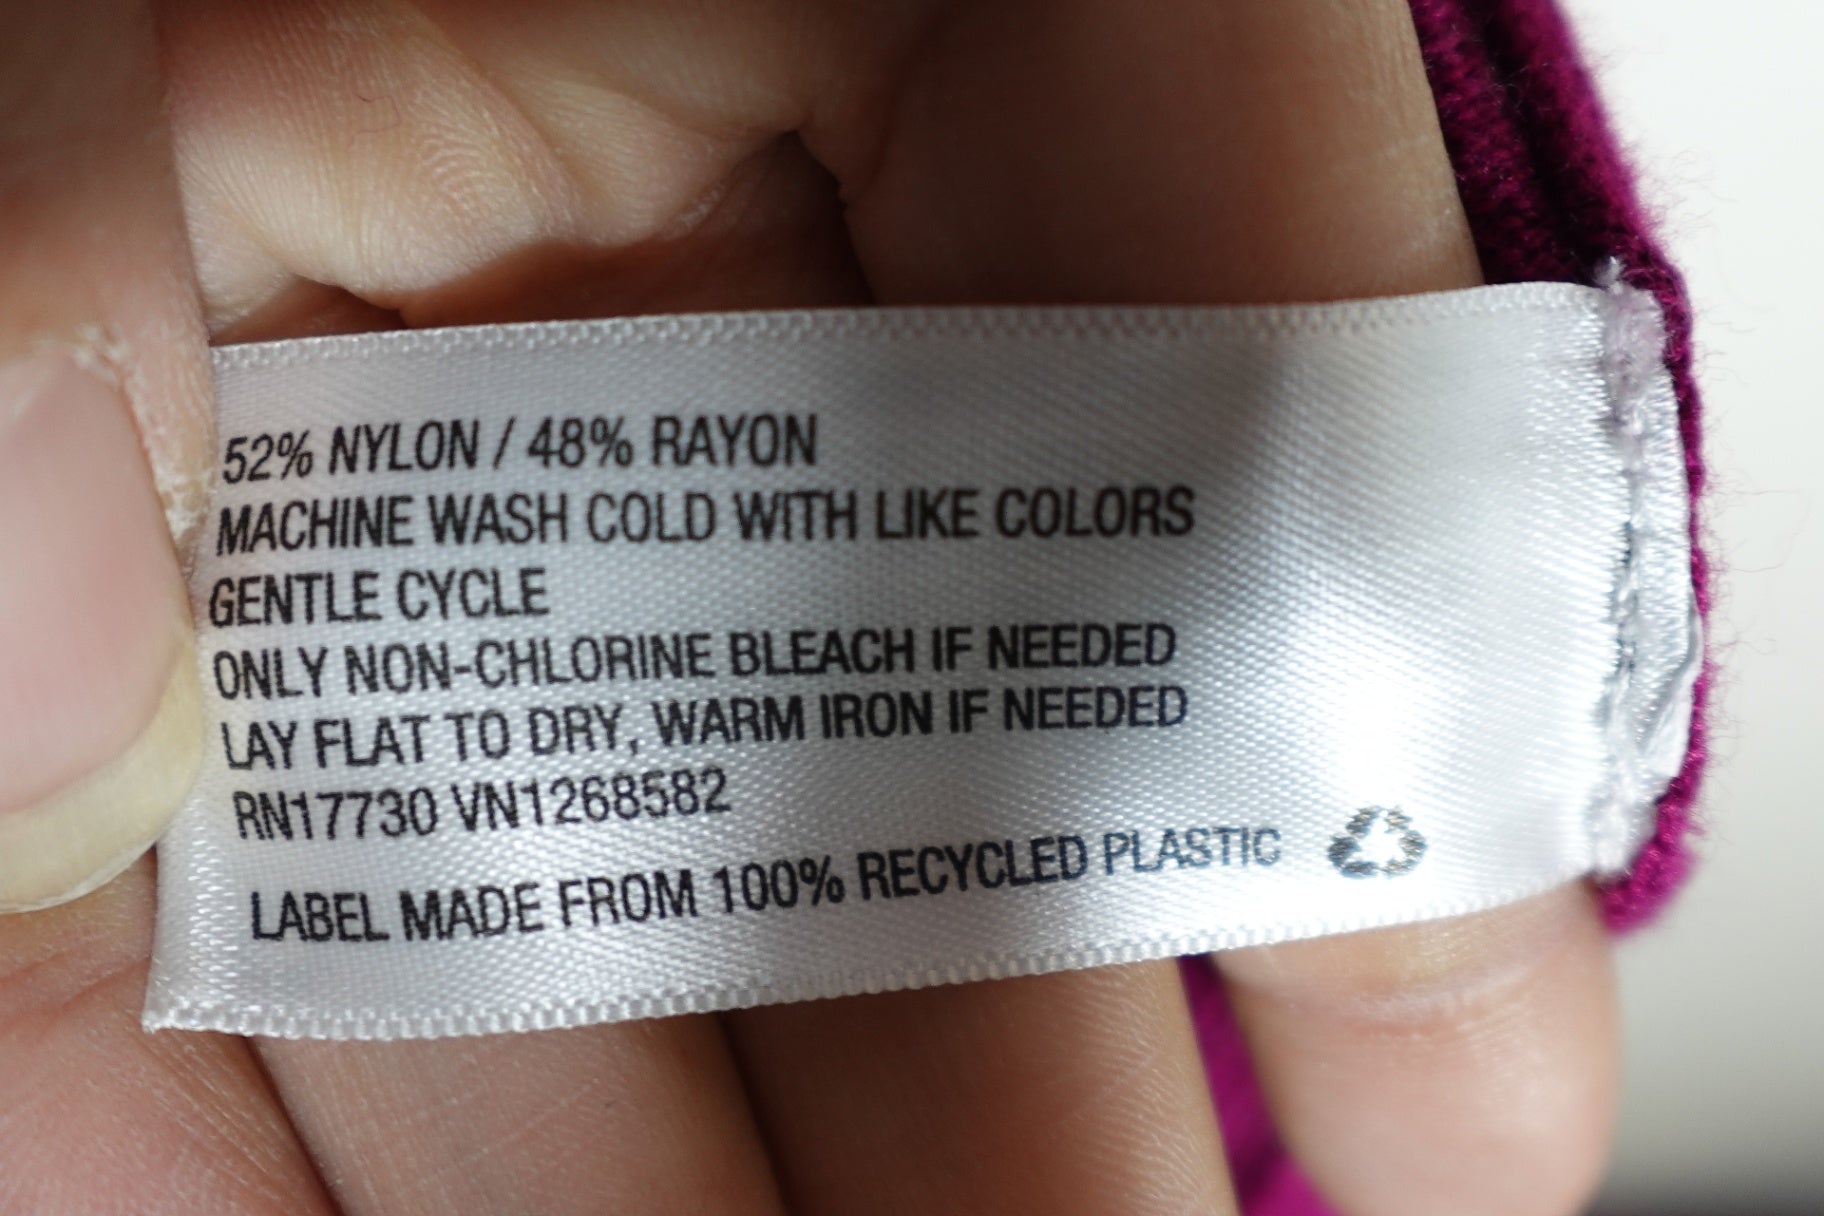 52% NYLON / 48% RAYON
MACHINE WASH COLD WITH LIKE COLORS
GENTLE CYCLE
ONLY NON-CHLORINE BLEACH IF NEEDED
LAY FLAT TO DRY, WARM IRON IF NEEDED
RN17730 VN1268582
LABEL MADE FROM 100% RECYCLED PLASTIC